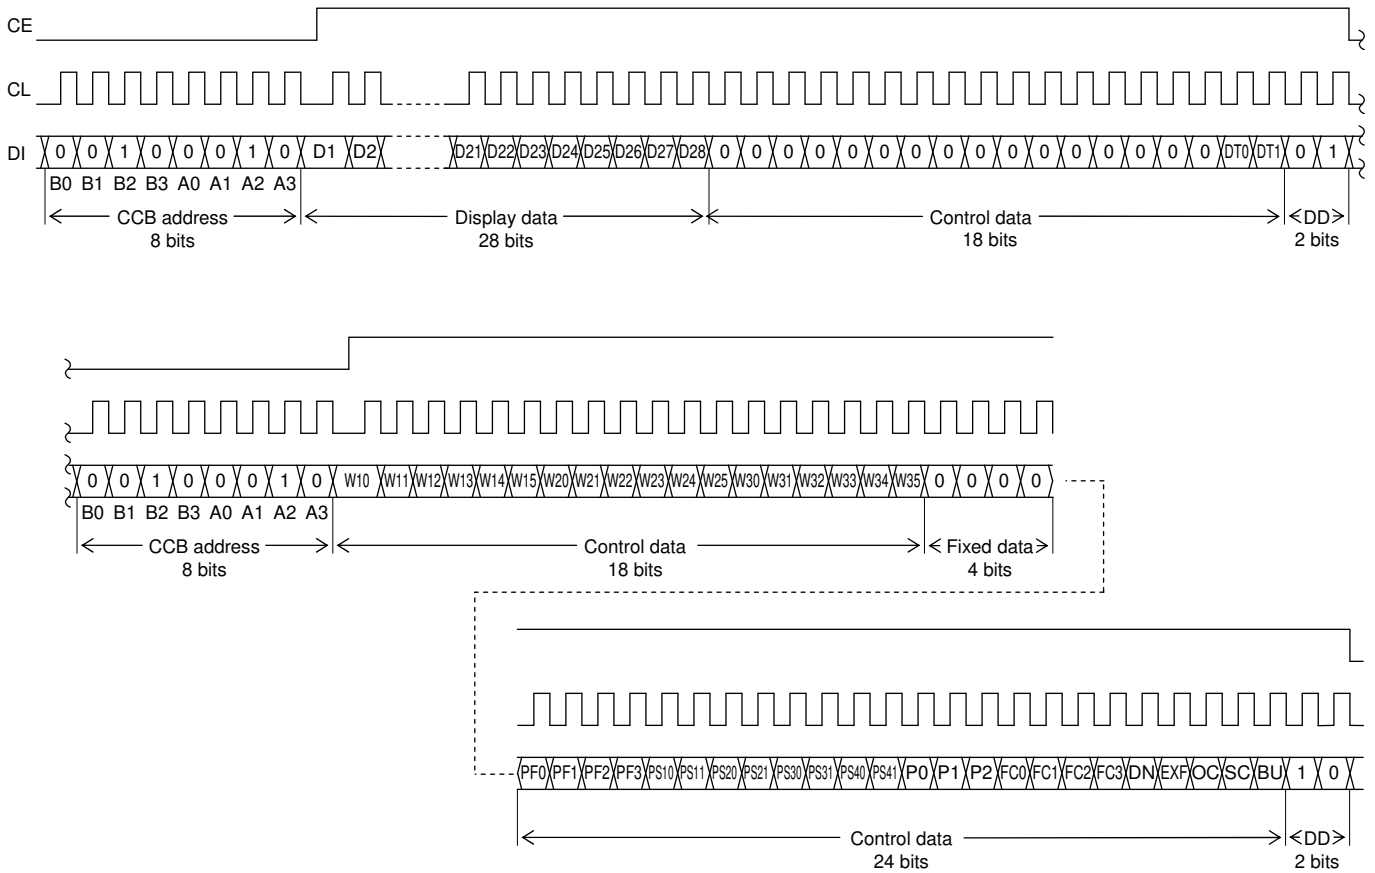 CE
CL
DI 0 0 1 0 0 0 1 0 D1 D2 D21 D22 D23 D24 D25 D26 D27 D28 0 0 0 0 0 0 0 0 0 0 0 0 0 0 0 0 DT0 DT1 0 1
B0 B1 B2 B3 A0 A1 A2 A3
CCB address Display data Control data DD
8 bits 28 bits 18 bits 2 bits
0 0 1 0 0 0 1 0 W10 W11 W12 W13 W14 W15 W20 W21 W22 W23 W24 W25 W30 W31 W32 W33 W34 W35 0 0 0 0
B0 B1 B2 B3 A0 A1 A2 A3
CCB address Control data Fixed data
8 bits 18 bits 4 bits
PF0 PF1 PF2 PF3 PS10 PS11 PS20 PS21 PS30 PS31 PS40 PS41 P0 P1 P2 FC0 FC1 FC2 FC3 DN EXF OC SC BU 1 0
Control data DD
24 bits 2 bits